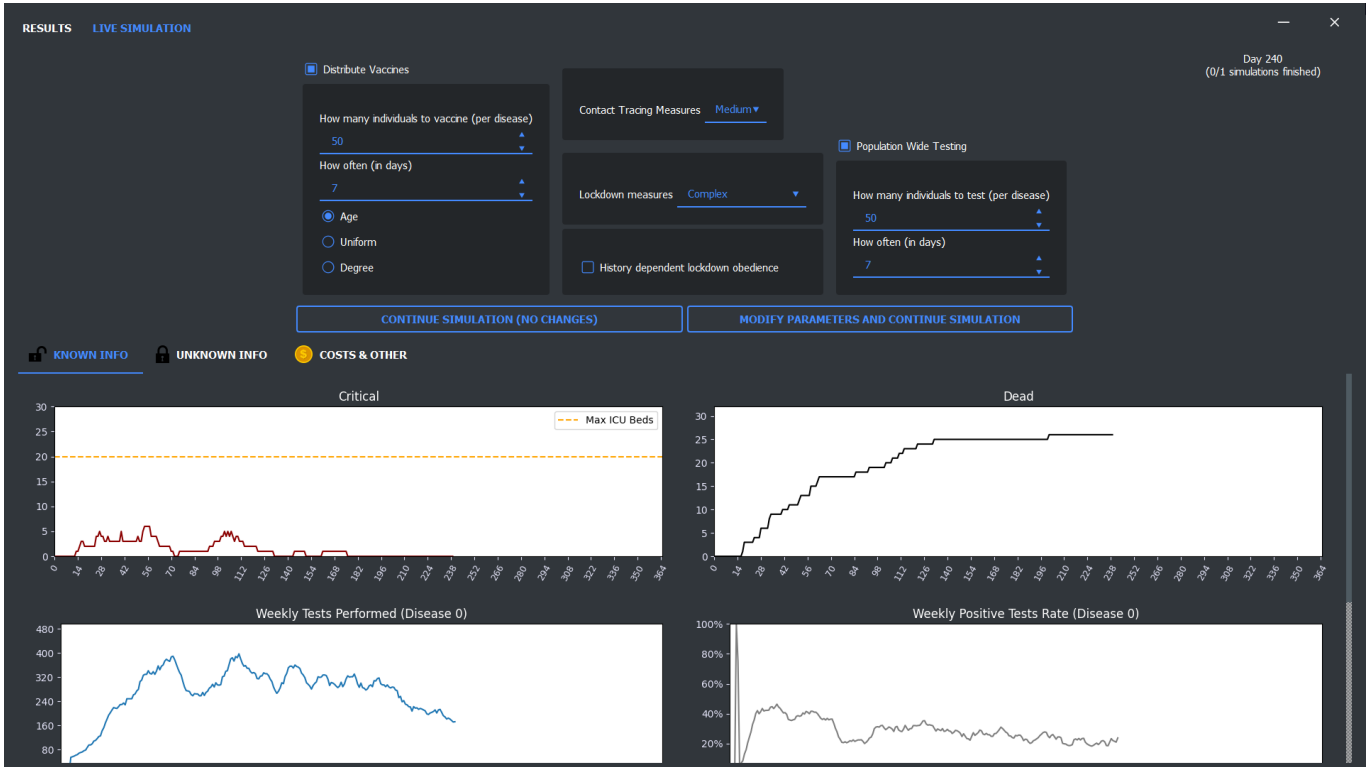 RESULTS LIVE SIMULATION
Day 240
(0/1 simulations finished)
Distribute Vaccines
How many individuals to vaccine (per disease)
50
How often (in days)
7
Age
Uniform
Degree
Contact Tracing Measures Medium
Lockdown measures Complex
History dependent lockdown obedience
Population Wide Testing
How many individuals to test (per disease)
50
How often (in days)
7
CONTINUE SIMULATION (NO CHANGES) MODIFY PARAMETERS AND CONTINUE SIMULATION
KNOWN INFO UNKNOWN INFO $ COSTS & OTHER
Critical
30
25
20
15
10
5
0
Max ICU Beds
0 14 28 42 56 70 84 98 112 126 140 154 168 182 196 210 224 238 252 266 280 294 308 322 336 350 364
Dead
30
25
20
15
10
5
0
0 14 28 42 56 70 84 98 112 126 140 154 168 182 196 210 224 238 252 266 280 294 308 322 336 350 364
Weekly Tests Performed (Disease 0)
480
400
320
240
160
80
Weekly Positive Tests Rate (Disease 0)
100%
80%
60%
40%
20%